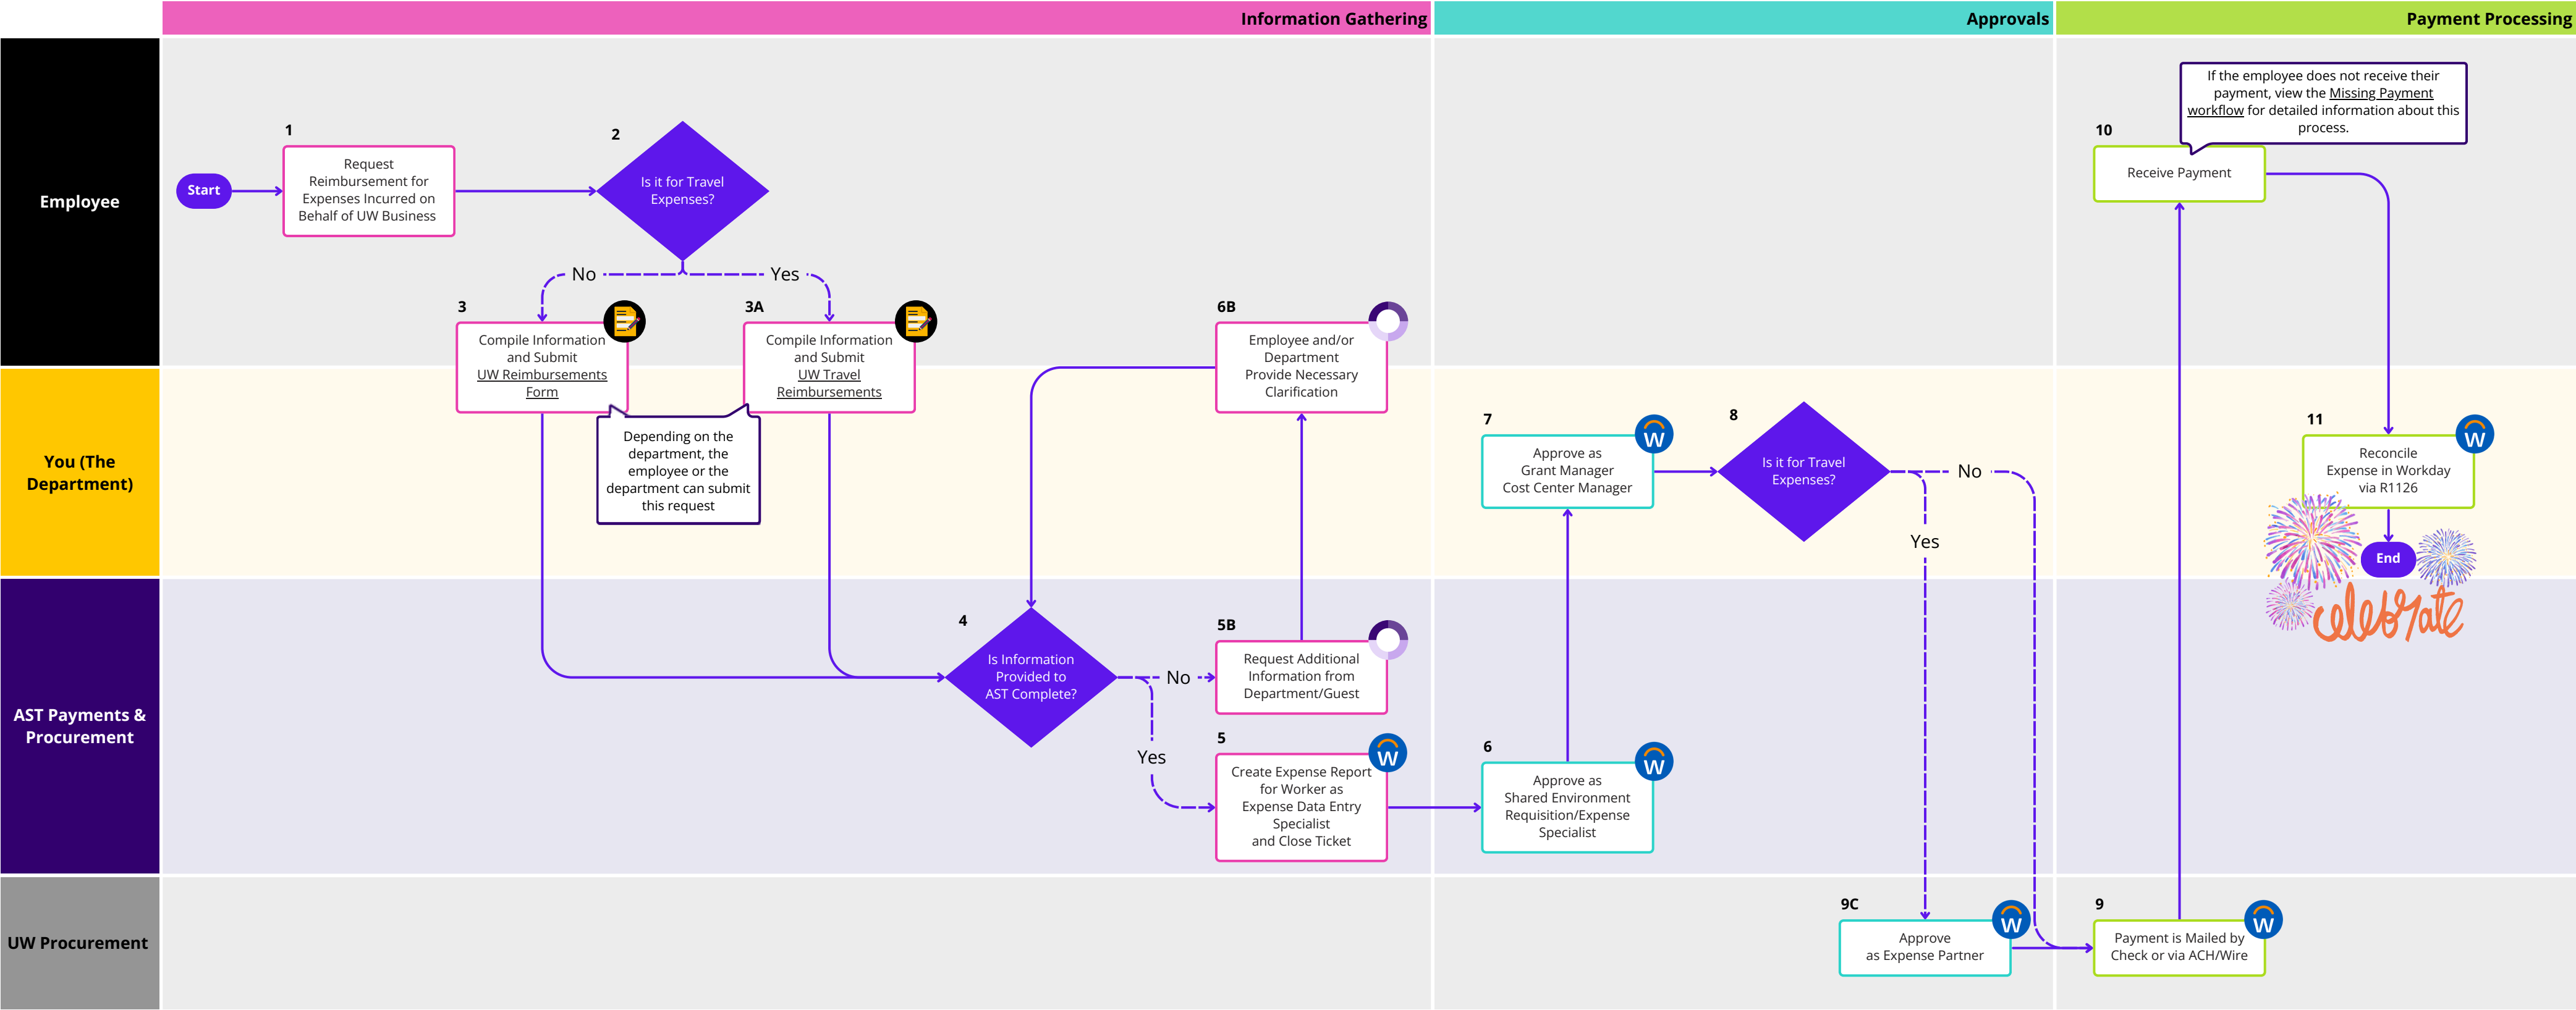 Information Gathering
Approvals
Payment Processing
Employee
Start
1
Request
Reimbursement for
Expenses Incurred on
Behalf of UW Business
2
Is it for Travel
Expenses?
No
Yes
3
Compile Information
and Submit
UW Reimbursements
Form
3A
Compile Information
and Submit
UW Travel
Reimbursements
Depending on the
department, the
employee or the
department can submit
this request
6B
Employee and/or
Department
Provide Necessary
Clarification
10
Receive Payment
If the employee does not receive their
payment, view the Missing Payment
workflow for detailed information about this
process.
You (The
Department)
7
Approve as
Grant Manager
Cost Center Manager
W
8
Is it for Travel
Expenses?
No
Yes
11
Reconcile
Expense in Workday
via R1126
W
End
celebrate
AST Payments &
Procurement
4
Is Information
Provided to
AST Complete?
No
Yes
5B
Request Additional
Information from
Department/Guest
5
Create Expense Report
for Worker as
Expense Data Entry
Specialist
and Close Ticket
W
6
Approve as
Shared Environment
Requisition/Expense
Specialist
W
UW Procurement
9C
Approve
as Expense Partner
W
9
Payment is Mailed by
Check or via ACH/Wire
W